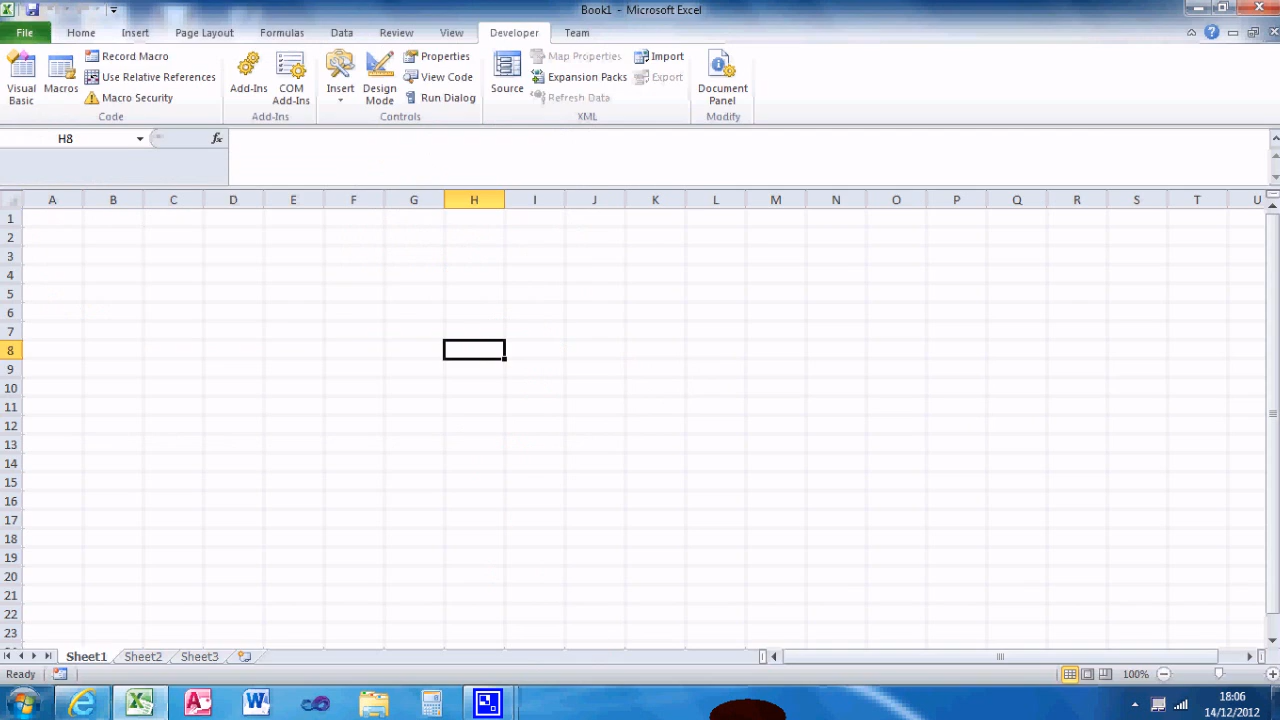 Book1 - Microsoft Excel
File Home Insert Page Layout Formulas Data Review View Developer Team
Visual Basic
Macros
Record Macro
Use Relative References
Macro Security
Code
Add-Ins
COM Add-Ins
Add-Ins
Insert
Design Mode
Properties
View Code
Run Dialog
Controls
Source
Map Properties
Expansion Packs
Refresh Data
Import
Export
XML
Document Panel
Modify
H8 fx
A B C D E F G H I J K L M N O P Q R S T U
1
2
3
4
5
6
7
8
9
10
11
12
13
14
15
16
17
18
19
20
21
22
23
Sheet1 Sheet2 Sheet3
Ready 100%
18:06
14/12/2012